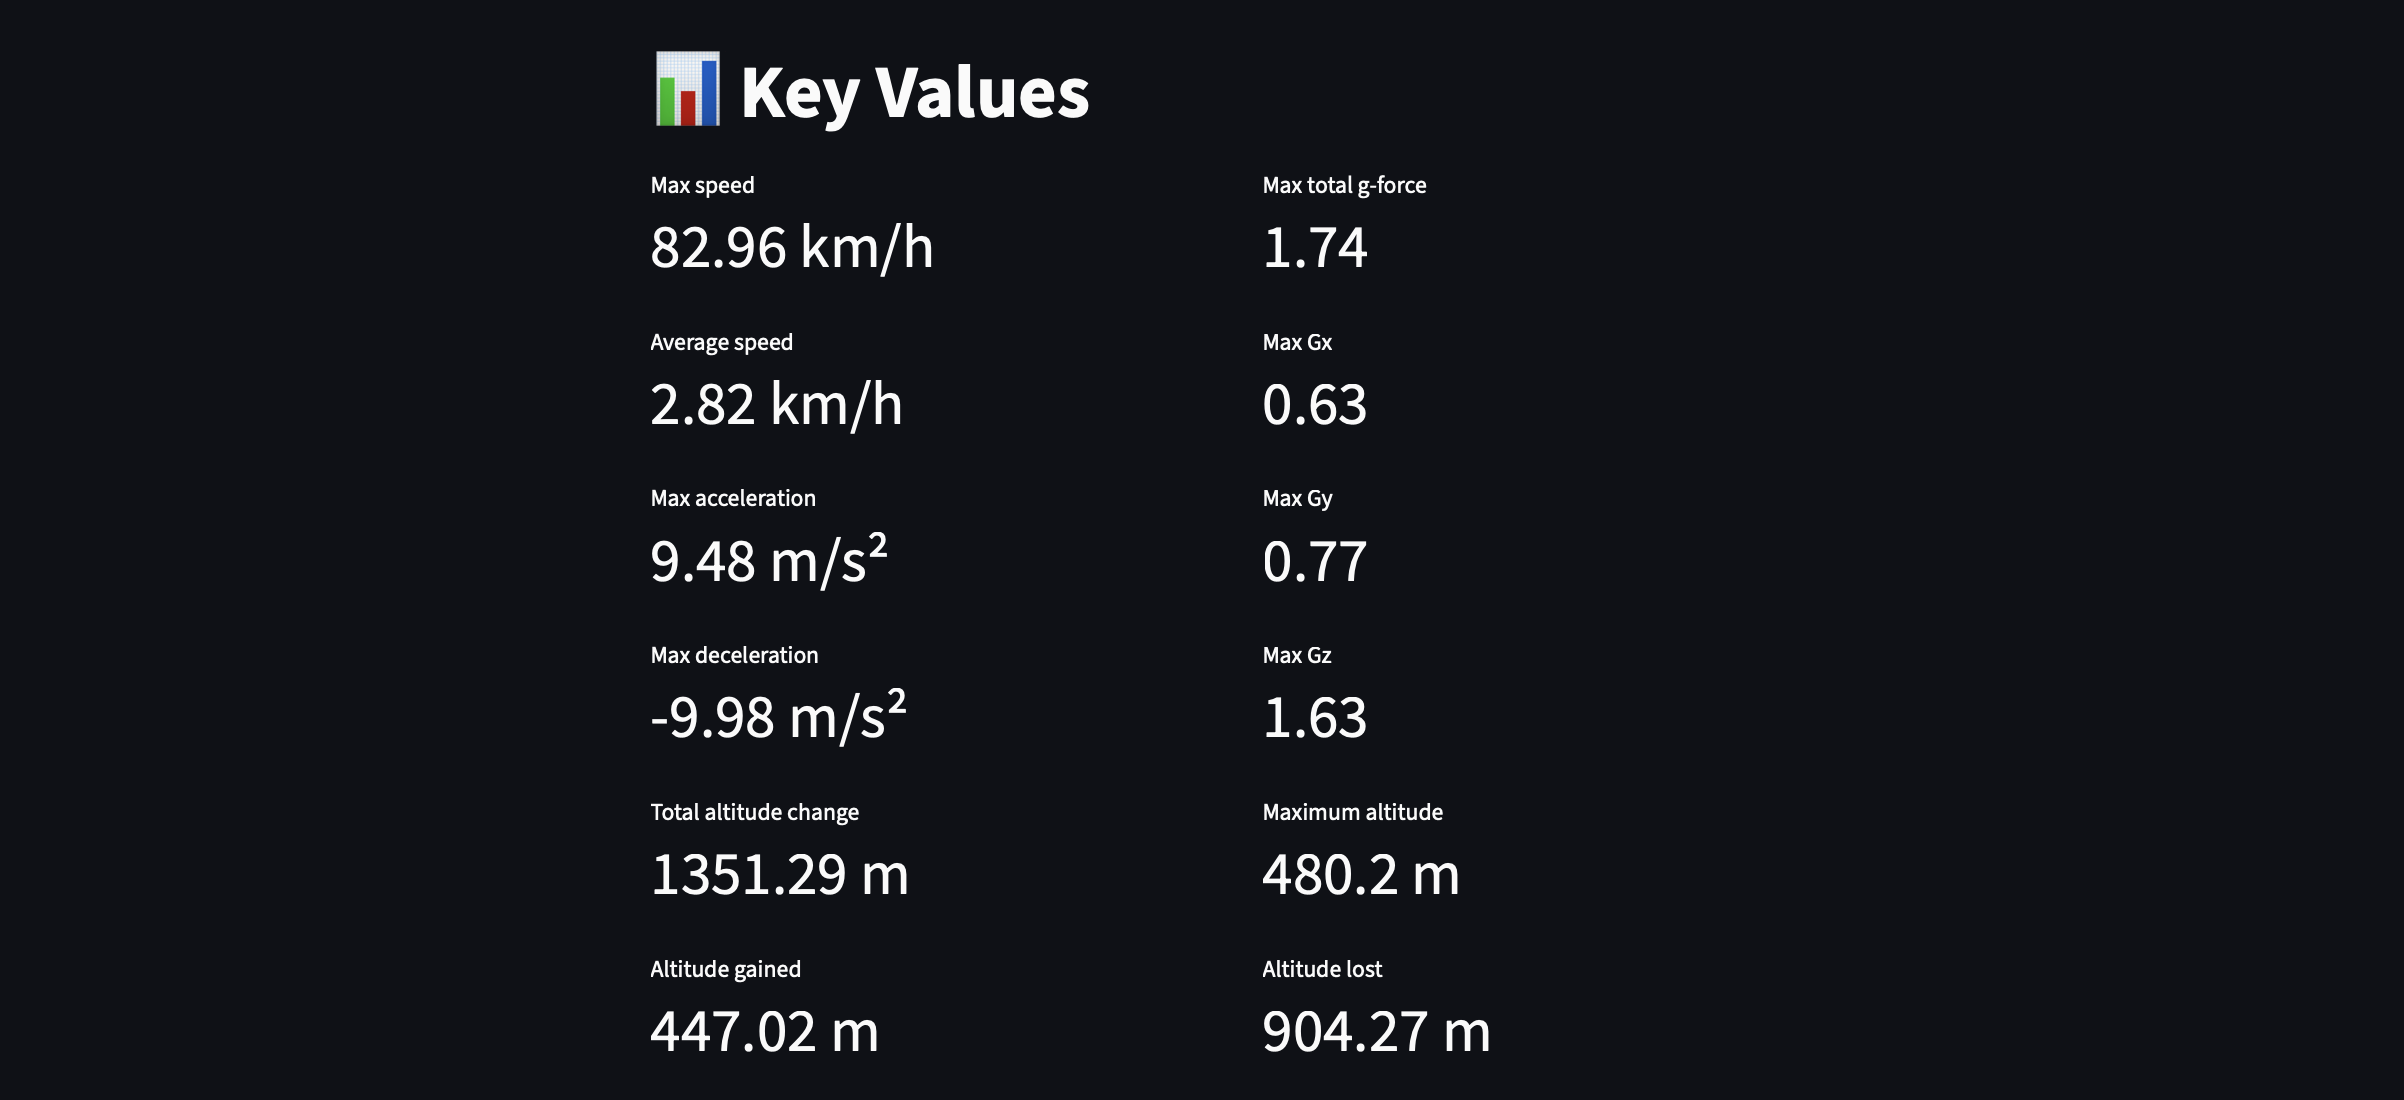 Key Values
Max speed
82.96 km/h
Max total g-force
1.74
Average speed
2.82 km/h
Max Gx
0.63
Max acceleration
9.48 m/s²
Max Gy
0.77
Max deceleration
-9.98 m/s²
Max Gz
1.63
Total altitude change
1351.29 m
Maximum altitude
480.2 m
Altitude gained
447.02 m
Altitude lost
904.27 m